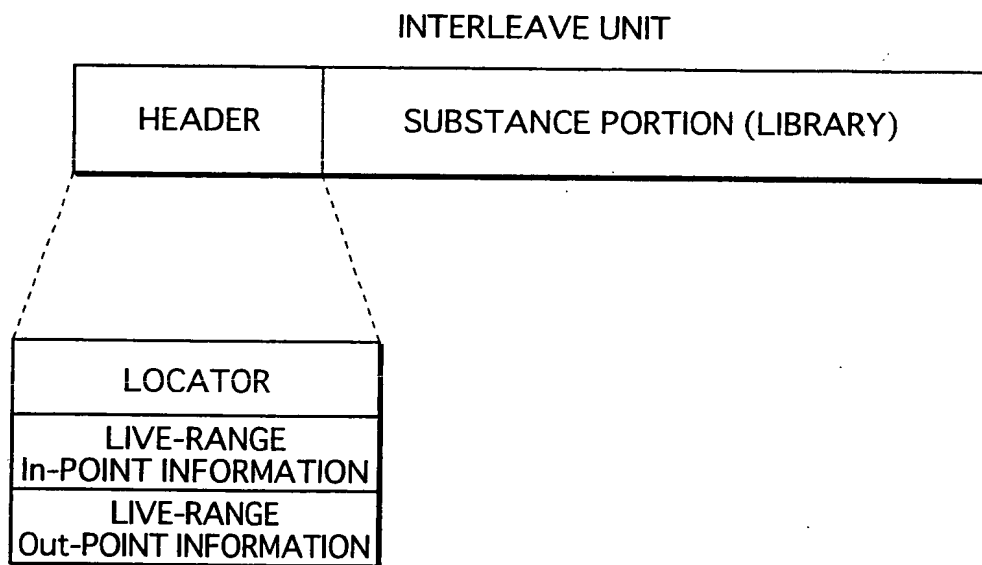 INTERLEAVE UNIT
HEADER
SUBSTANCE PORTION (LIBRARY)
LOCATOR
LIVE-RANGE
In-POINT INFORMATION
LIVE-RANGE
Out-POINT INFORMATION